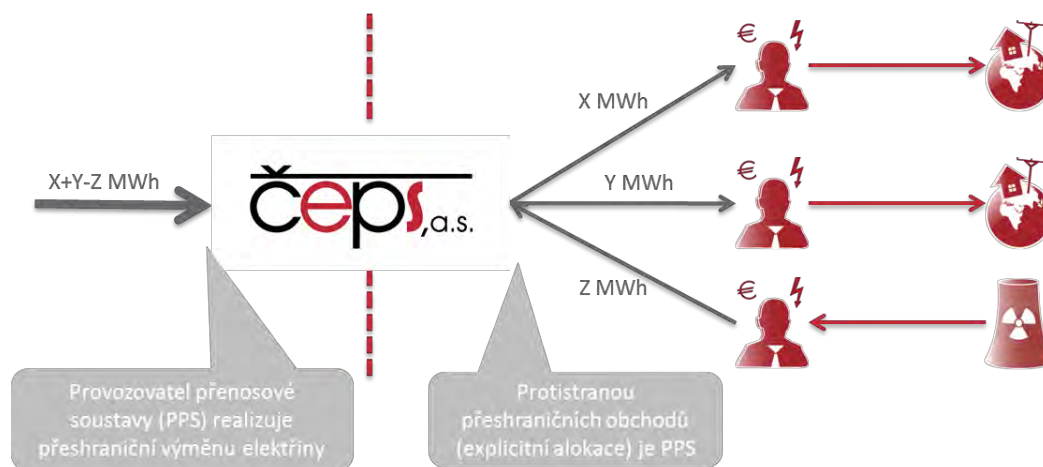 X MWh
X+Y-Z MWh
čeps,a.s.
Y MWh
Z MWh
€
€
€
Provozovatel přenosové
soustavy (PPS) realizuje
přeshraniční výměnu elektřiny
Protistranou
přeshraničních obchodů
(explicitní alokace) je PPS